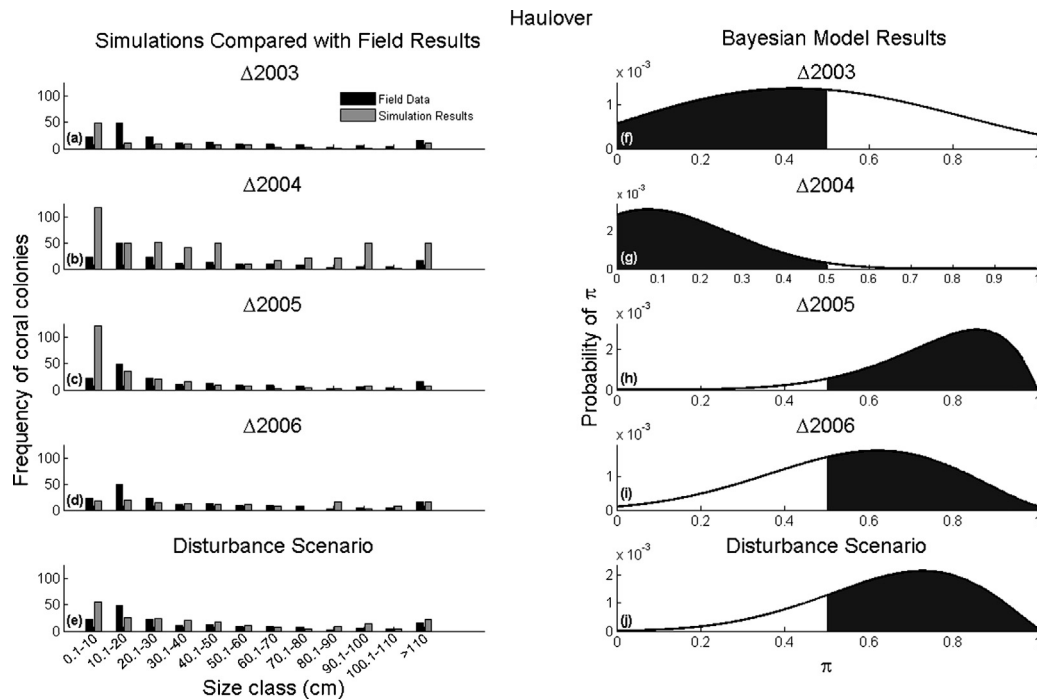 Haulover
Simulations Compared with Field Results
Δ2003
100
50
0
(a)
Field Data
Simulation Results
Δ2004
100
50
0
(b)
Δ2005
100
50
0
(c)
Δ2006
100
50
0
(d)
Disturbance Scenario
100
50
0
(e)
0.1-10
10.1-20
20.1-30
30.1-40
40.1-50
50.1-60
60.1-70
70.1-80
80.1-90
90.1-100
100.1-110
>110
Size class (cm)
Frequency of coral colonies
Bayesian Model Results
Δ2003
x 10⁻³
1
0
(f)
0 0.2 0.4 0.6 0.8 1
Δ2004
x 10⁻³
2
0
(g)
0 0.1 0.2 0.3 0.4 0.5 0.6 0.7 0.8 0.9 1
Δ2005
x 10⁻³
2
0
(h)
0 0.2 0.4 0.6 0.8 1
Δ2006
x 10⁻³
1
0
(i)
0 0.2 0.4 0.6 0.8 1
Disturbance Scenario
x 10⁻³
2
1
0
(j)
0 0.2 0.4 0.6 0.8 1
π
Probability of π